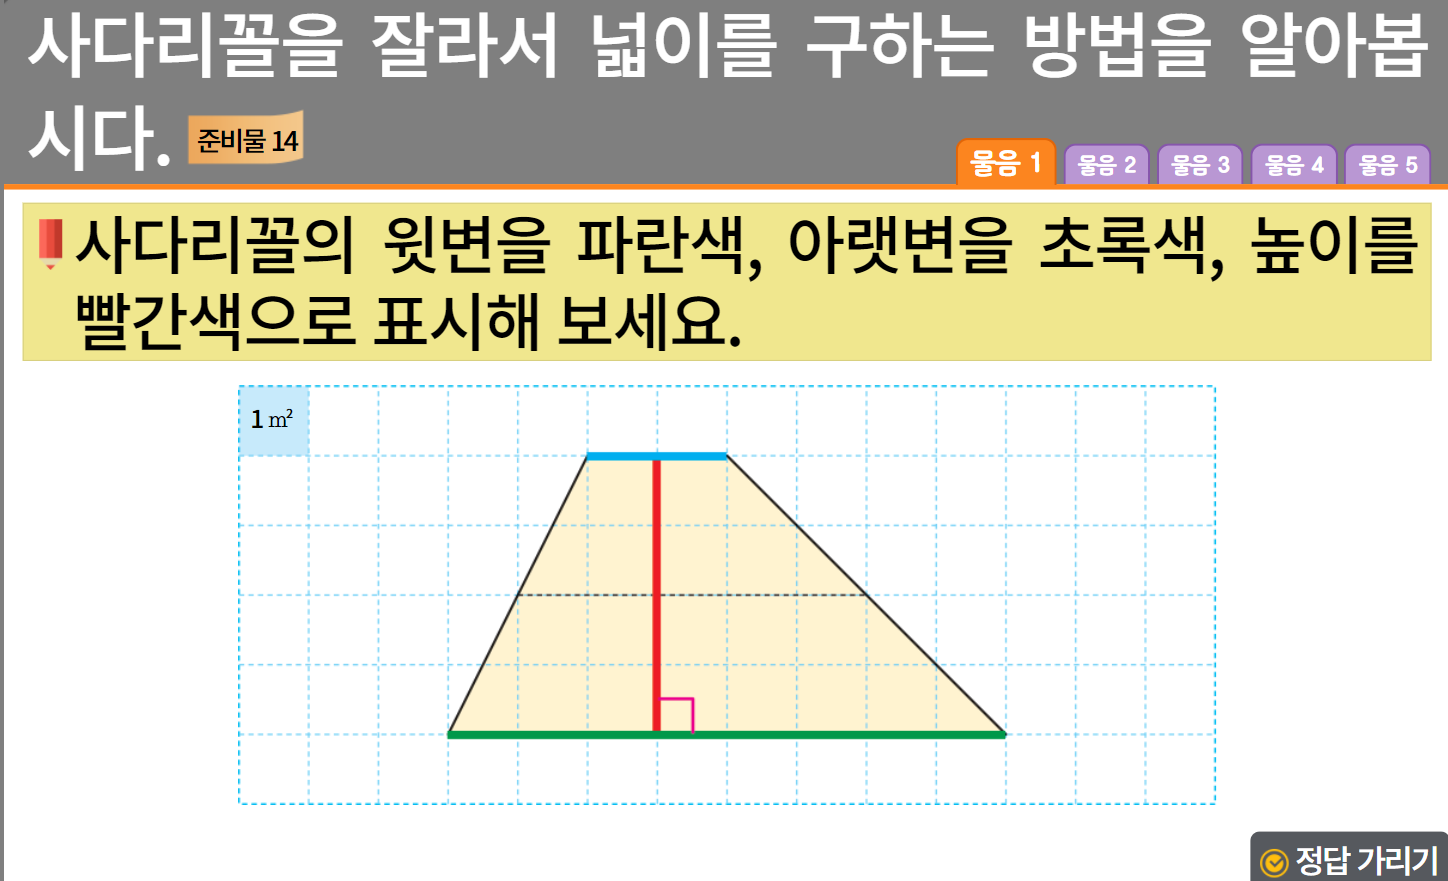 사다리꼴을 잘라서 넓이를 구하는 방법을 알아봅
시다. 준비물 14
물음 1 물음 2 물음 3 물음 4 물음 5
사다리꼴의 윗변을 파란색, 아랫변을 초록색, 높이를
빨간색으로 표시해 보세요.
1 m²
정답 가리기